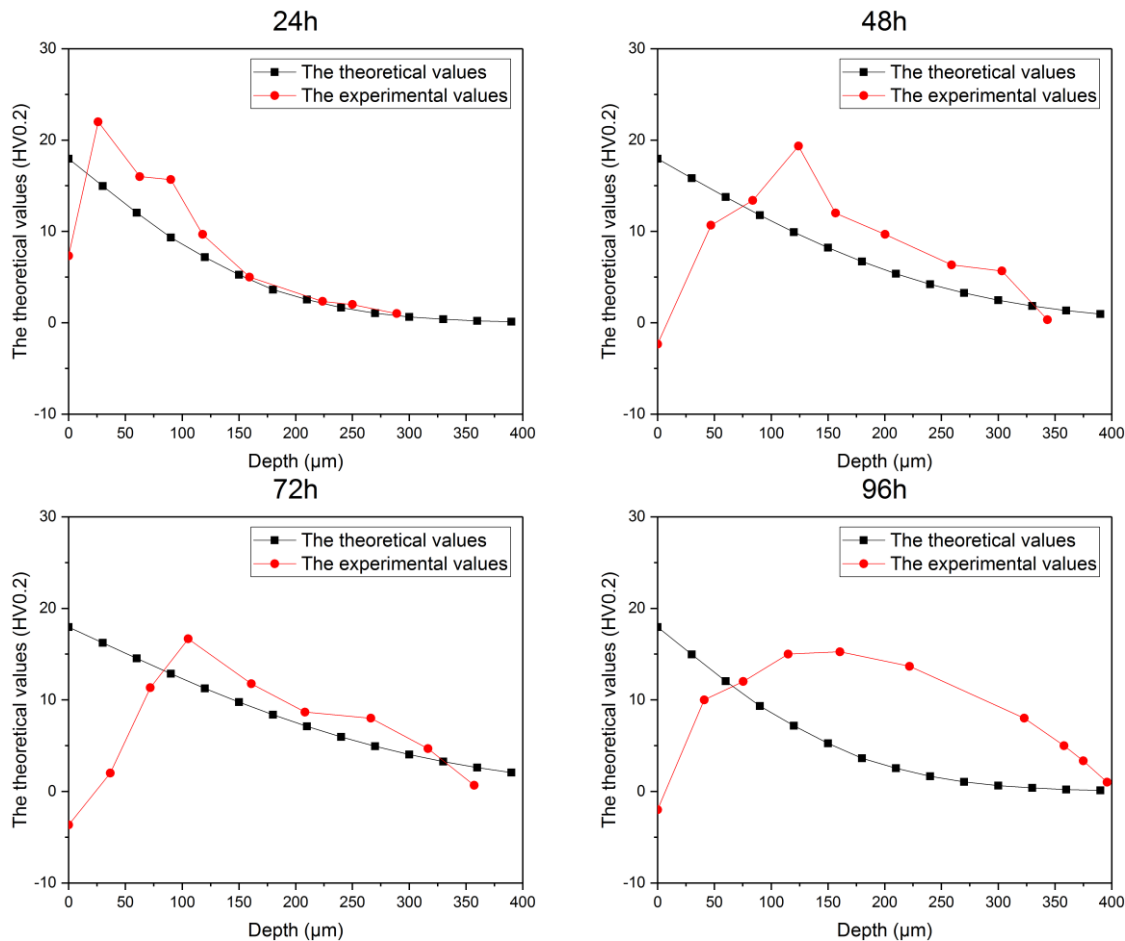 24h
The theoretical values (HV0.2)
30
20
10
0
-10
The theoretical values
The experimental values
0 50 100 150 200 250 300 350 400
Depth (µm)
48h
The theoretical values (HV0.2)
30
20
10
0
-10
The theoretical values
The experimental values
0 50 100 150 200 250 300 350 400
Depth (µm)
72h
The theoretical values (HV0.2)
30
20
10
0
-10
The theoretical values
The experimental values
0 50 100 150 200 250 300 350 400
Depth (µm)
96h
The theoretical values (HV0.2)
30
20
10
0
-10
The theoretical values
The experimental values
0 50 100 150 200 250 300 350 400
Depth (µm)